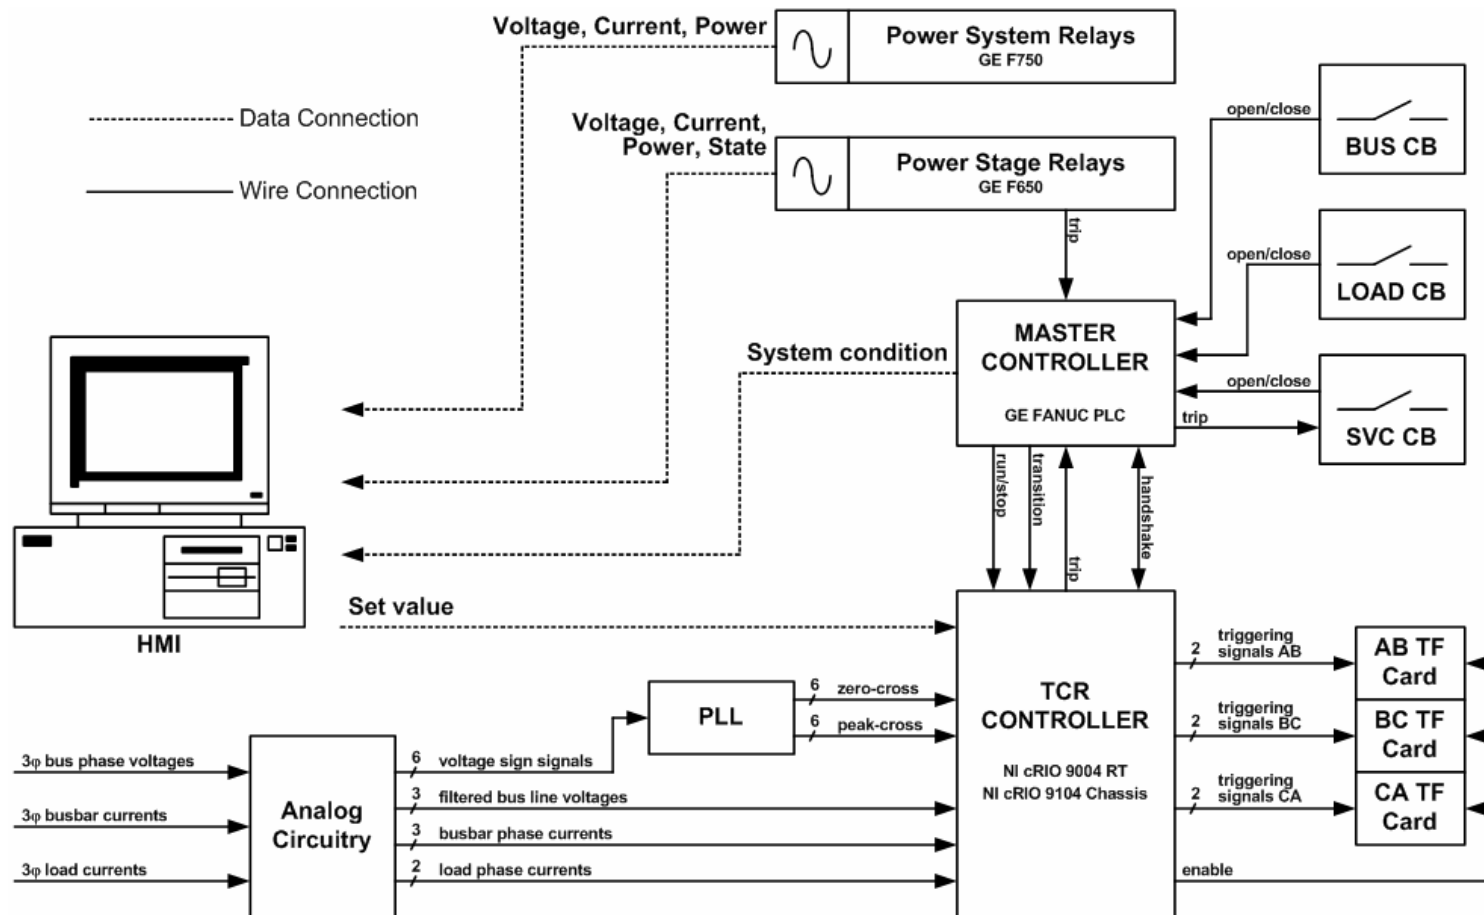 Voltage, Current, Power
Power System Relays
GE F750
Data Connection
Wire Connection
Voltage, Current,
Power, State
Power Stage Relays
GE F650
trip
open/close
BUS CB
open/close
LOAD CB
open/close
trip
SVC CB
System condition
MASTER
CONTROLLER
GE FANUC PLC
run/stop
transition
trip
handshake
HMI
Set value
PLL
6
zero-cross
6
peak-cross
TCR
CONTROLLER
NI cRIO 9004 RT
NI cRIO 9104 Chassis
2
triggering
signals AB
AB TF
Card
2
triggering
signals BC
BC TF
Card
2
triggering
signals CA
CA TF
Card
enable
3φ bus phase voltages
3φ busbar currents
3φ load currents
Analog
Circuitry
6
voltage sign signals
3
filtered bus line voltages
3
busbar phase currents
2
load phase currents